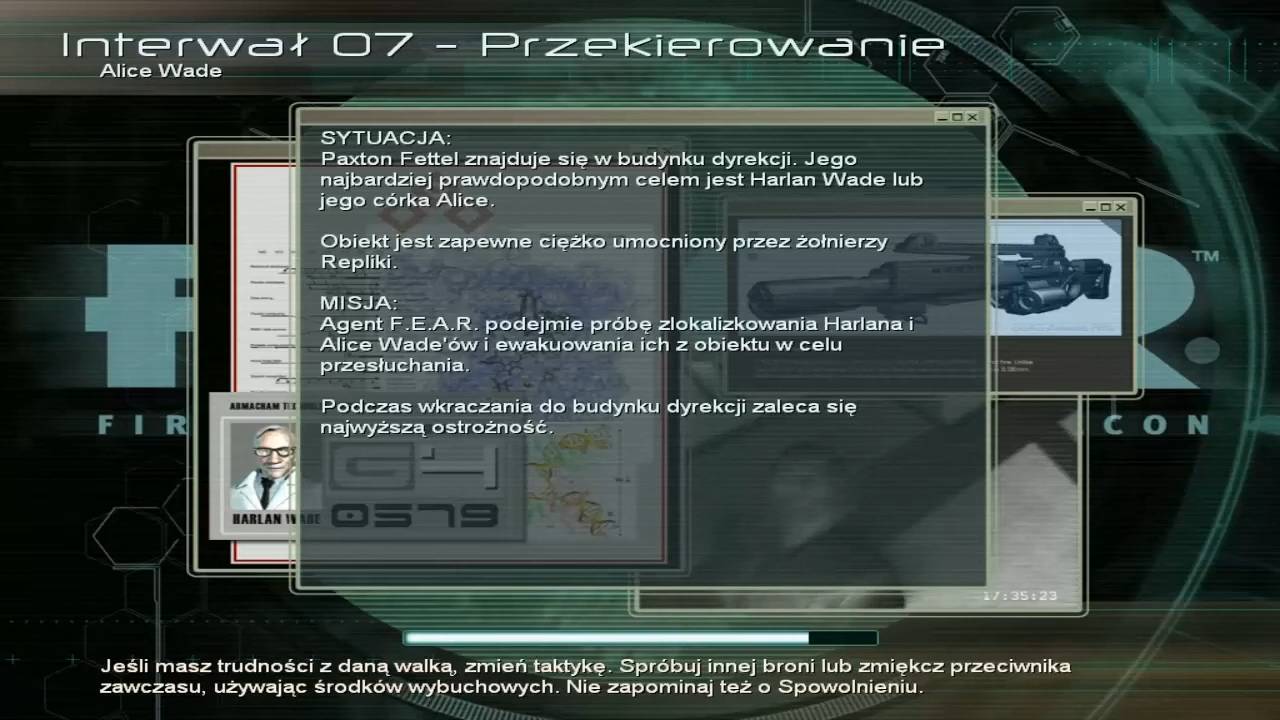 Interwał 07 - Przekierowanie
Alice Wade
SYTUACJA:
Paxton Fettel znajduje się w budynku dyrekcji. Jego
najbardziej prawdopodobnym celem jest Harlan Wade lub
jego córka Alice.
Obiekt jest zapewne ciężko umocniony przez żołnierzy
Repliki.
MISJA:
Agent F.E.A.R. podejmie próbę zlokalizkowania Harlana i
Alice Wade'ów i ewakuowania ich z obiektu w celu
przesłuchania.
Podczas wkraczania do budynku dyrekcji zaleca się
najwyższą ostrożność.
TM
FIR
CON
ARMACHAM
HARLAN WADE
G4
0579
17:35:23
Jeśli masz trudności z daną walką, zmień taktykę. Spróbuj innej broni lub zmiękcz przeciwnika
zawczasu, używając środków wybuchowych. Nie zapominaj też o Spowolnieniu.